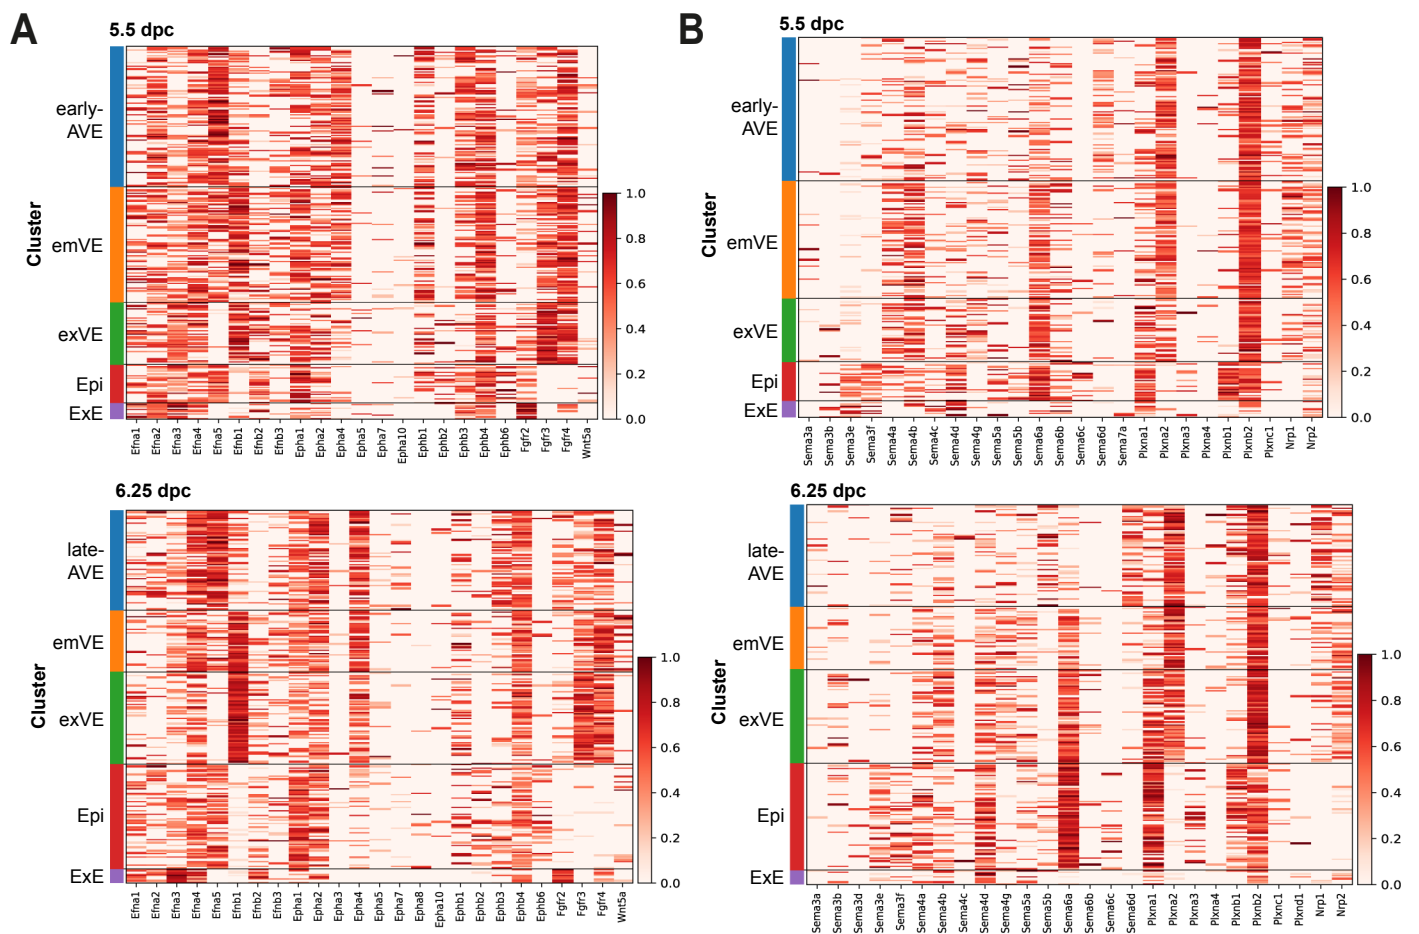 A
5.5 dpc
Cluster
early-
AVE
emVE
exVE
Epi
ExE
1.0
0.8
0.6
0.4
0.2
0.0
Efna1
Efna2
Efna3
Efna4
Efna5
Efnb1
Efnb2
Efnb3
Epha1
Epha2
Epha4
Epha5
Epha7
Epha10
Ephb1
Ephb2
Ephb3
Ephb4
Ephb6
Fgfr2
Fgfr3
Fgfr4
Wnt5a
B
5.5 dpc
Cluster
early-
AVE
emVE
exVE
Epi
ExE
1.0
0.8
0.6
0.4
0.2
0.0
Sema3a
Sema3b
Sema3e
Sema3f
Sema4a
Sema4b
Sema4c
Sema4d
Sema4g
Sema5a
Sema5b
Sema6a
Sema6b
Sema6c
Sema6d
Sema7a
Plxna1
Plxna2
Plxna3
Plxna4
Plxnb1
Plxnb2
Plxnc1
Nrp1
Nrp2
6.25 dpc
Cluster
late-
AVE
emVE
exVE
Epi
ExE
1.0
0.8
0.6
0.4
0.2
0.0
Efna1
Efna2
Efna3
Efna4
Efna5
Efnb1
Efnb2
Efnb3
Epha1
Epha2
Epha3
Epha4
Epha5
Epha7
Epha8
Epha10
Ephb1
Ephb2
Ephb3
Ephb4
Ephb6
Fgfr2
Fgfr3
Fgfr4
Wnt5a
6.25 dpc
Cluster
late-
AVE
emVE
exVE
Epi
ExE
1.0
0.8
0.6
0.4
0.2
0.0
Sema3a
Sema3b
Sema3d
Sema3e
Sema3f
Sema4a
Sema4b
Sema4c
Sema4d
Sema4g
Sema5a
Sema5b
Sema6a
Sema6b
Sema6c
Sema6d
Plxna1
Plxna2
Plxna3
Plxna4
Plxnb1
Plxnb2
Plxnc1
Plxnd1
Nrp1
Nrp2